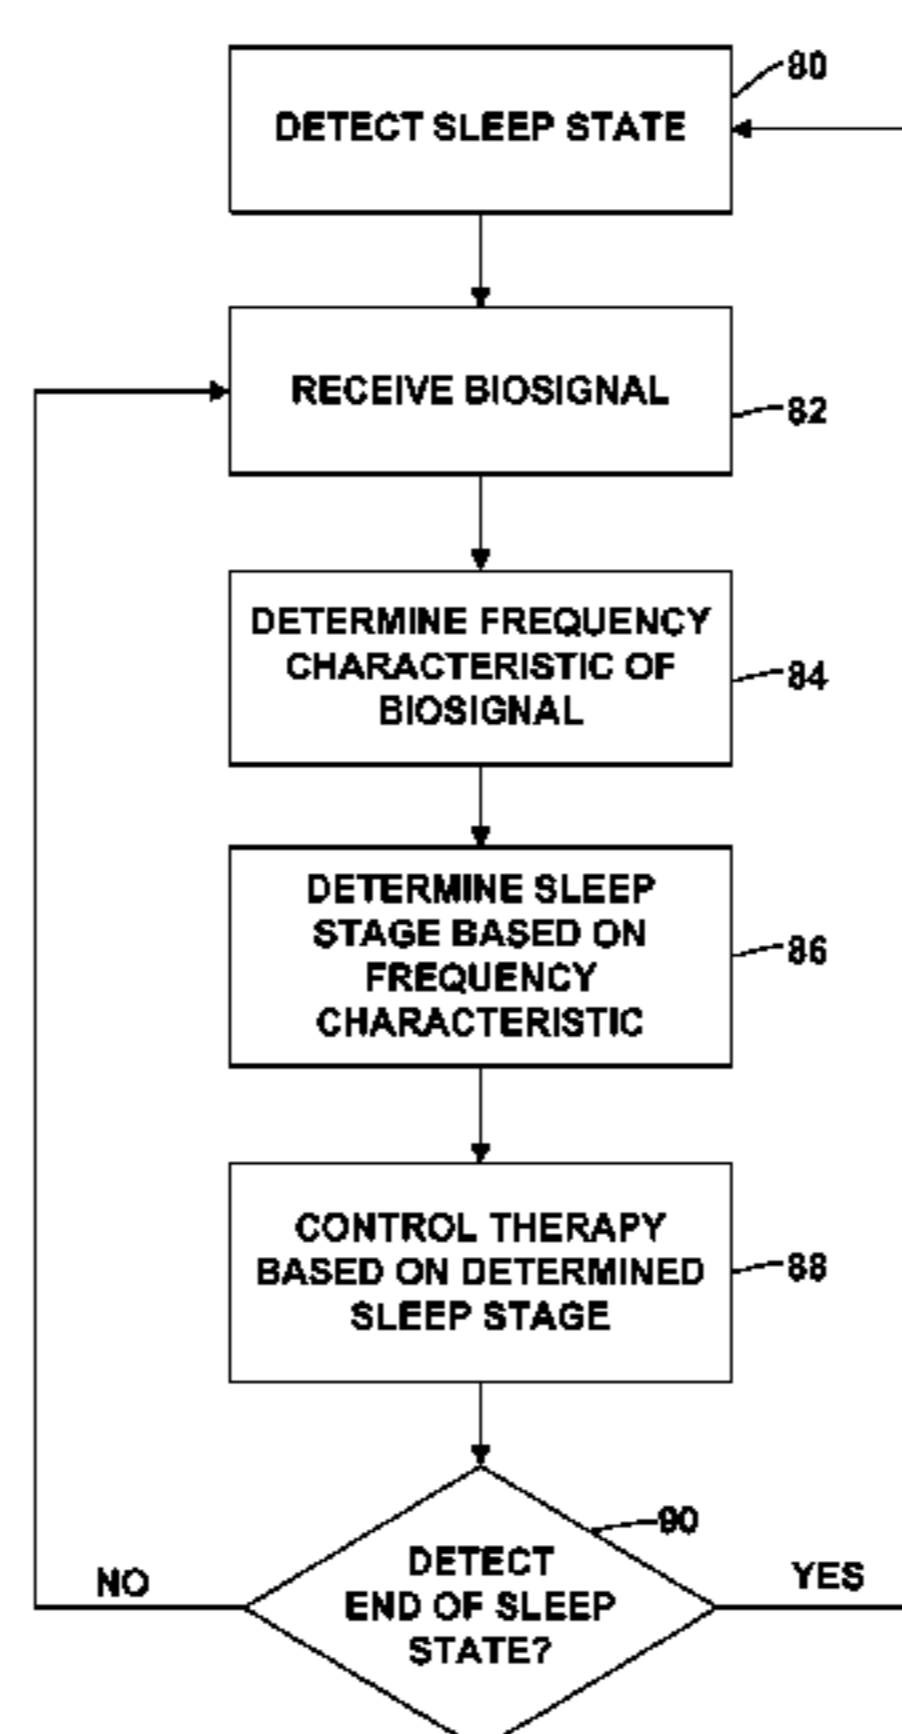 80
DETECT SLEEP STATE
RECEIVE BIOSIGNAL
82
DETERMINE FREQUENCY
CHARACTERISTIC OF
BIOSIGNAL
84
DETERMINE SLEEP
STAGE BASED ON
FREQUENCY
CHARACTERISTIC
86
CONTROL THERAPY
BASED ON DETERMINED
SLEEP STAGE
88
90
DETECT
END OF SLEEP
STATE?
NO
YES